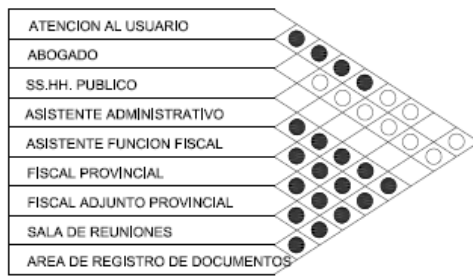 ATENCION AL USUARIO
ABOGADO
SS.HH. PUBLICO
ASISTENTE ADMINISTRATIVO
ASISTENTE FUNCION FISCAL
FISCAL PROVINCIAL
FISCAL ADJUNTO PROVINCIAL
SALA DE REUNIONES
AREA DE REGISTRO DE DOCUMENTOS